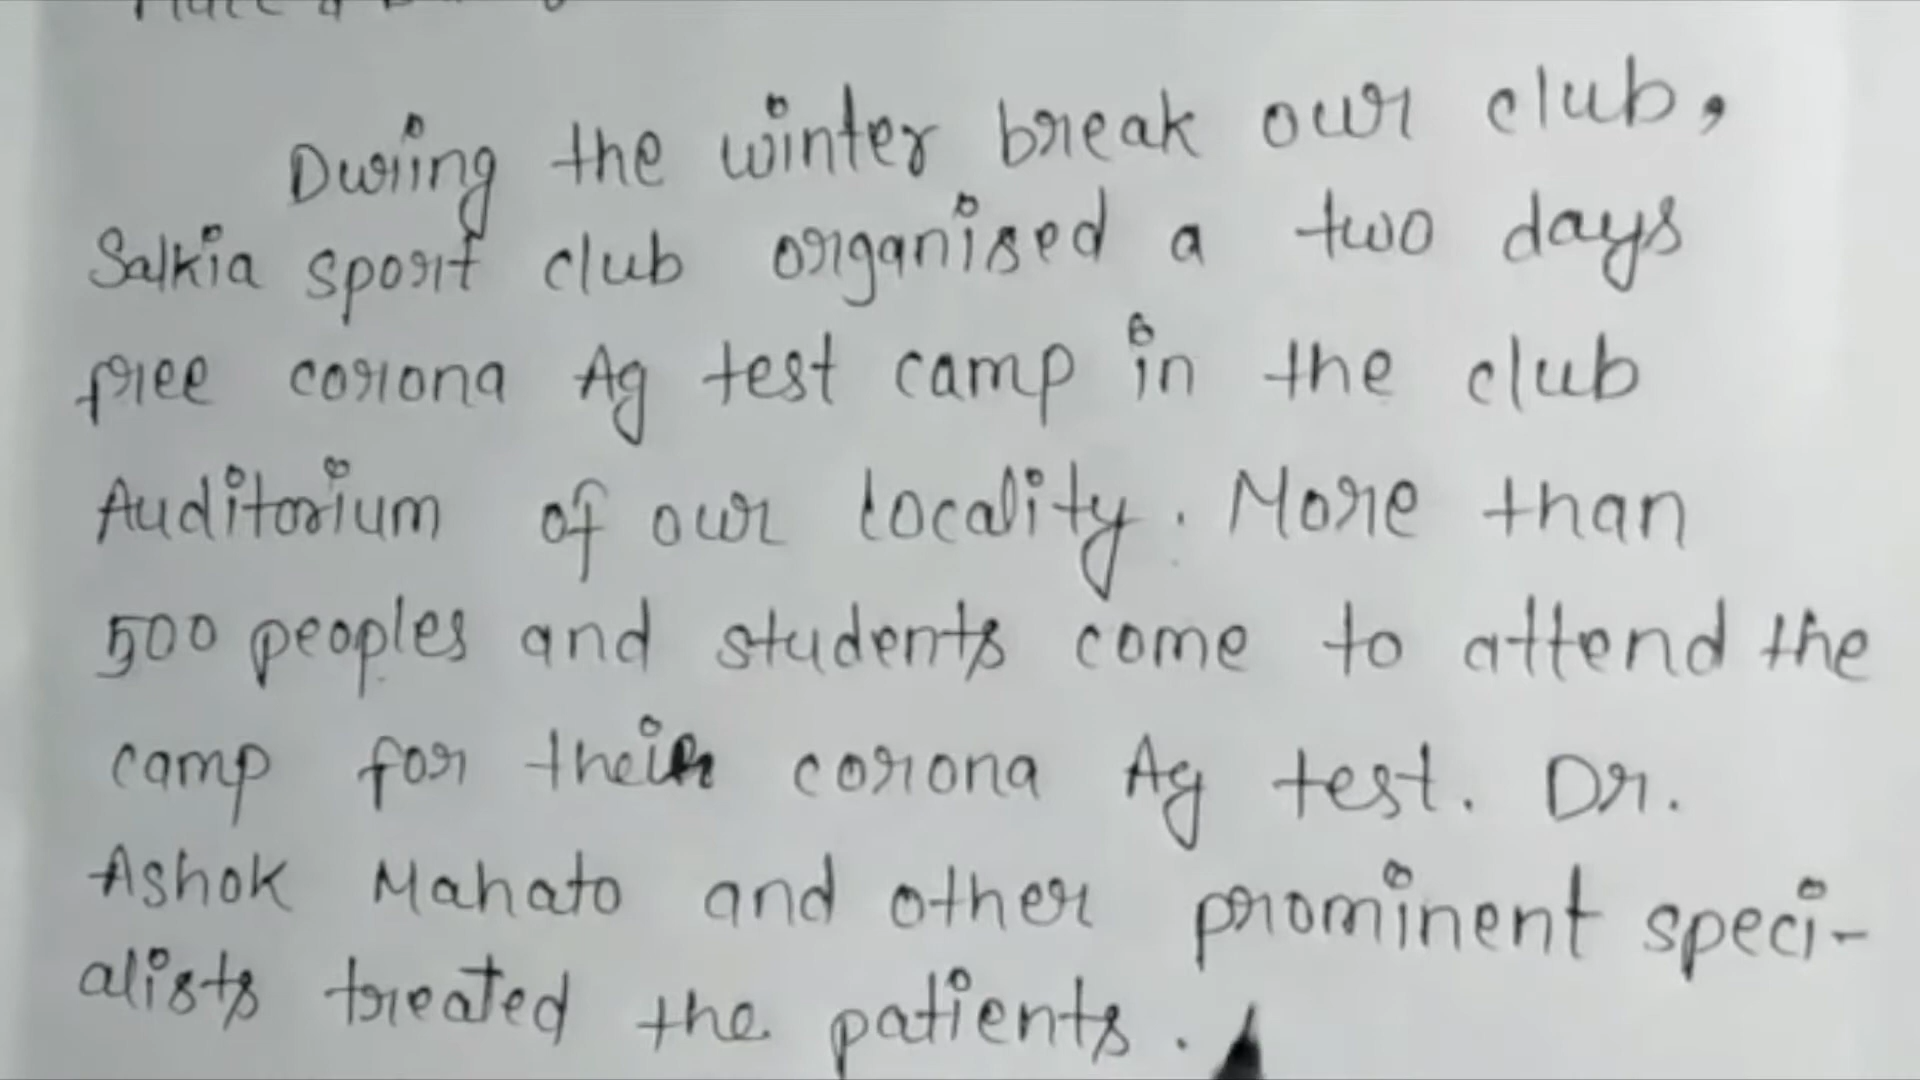 During the winter break our club,
Salkia sport club organised a two days
free corona Ag test camp in the club
Auditorium of our locality. More than
500 peoples and students come to attend the
camp for their corona Ag test. Dr.
Ashok Mahato and other prominent speci-
alists treated the patients.